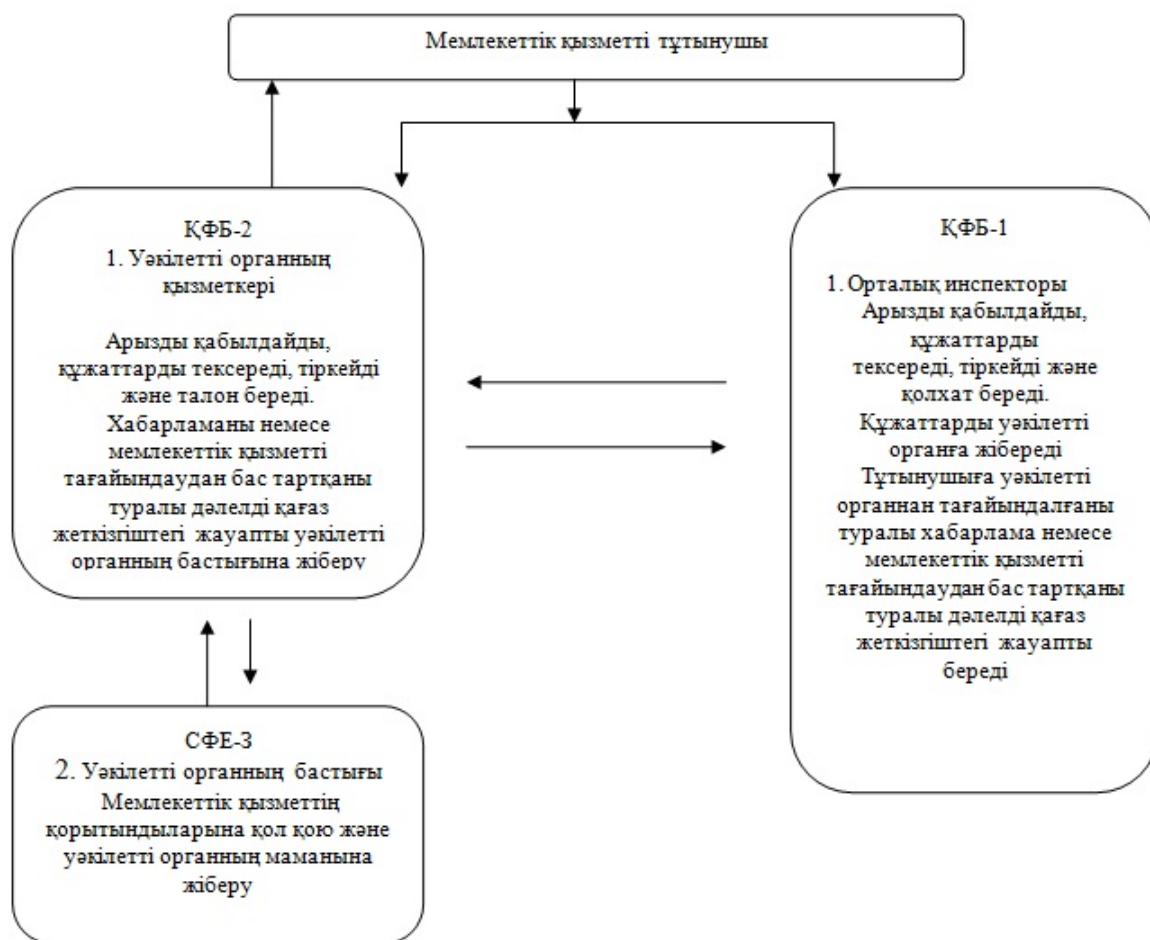 Мемлекеттік қызметті тұтынушы
ҚФБ-2
1. Уәкілетті органның
қызметкері
Арызды қабылдайды,
құжаттарды тексереді, тіркейді
және талон береді.
Хабарламаны немесе
мемлекеттік қызметті
тағайындаудан бас тартқаны
туралы дәлелді қағаз
жеткізгіштегі жауапты уәкілетті
органның бастығына жіберу
ҚФБ-1
1. Орталық инспекторы
Арызды қабылдайды,
құжаттарды
тексереді, тіркейді және
қолхат береді.
Құжаттарды уәкілетті
органға жібереді
Тұтынушыға уәкілетті
органнан тағайындалғаны
туралы хабарлама немесе
мемлекеттік қызметті
тағайындаудан бас тартқаны
туралы дәлелді қағаз
жеткізгіштегі жауапты
береді
СФЕ-3
2. Уәкілетті органның бастығы
Мемлекеттік қызметтің
қорытындыларына қол қою және
уәкілетті органның маманына
жіберу